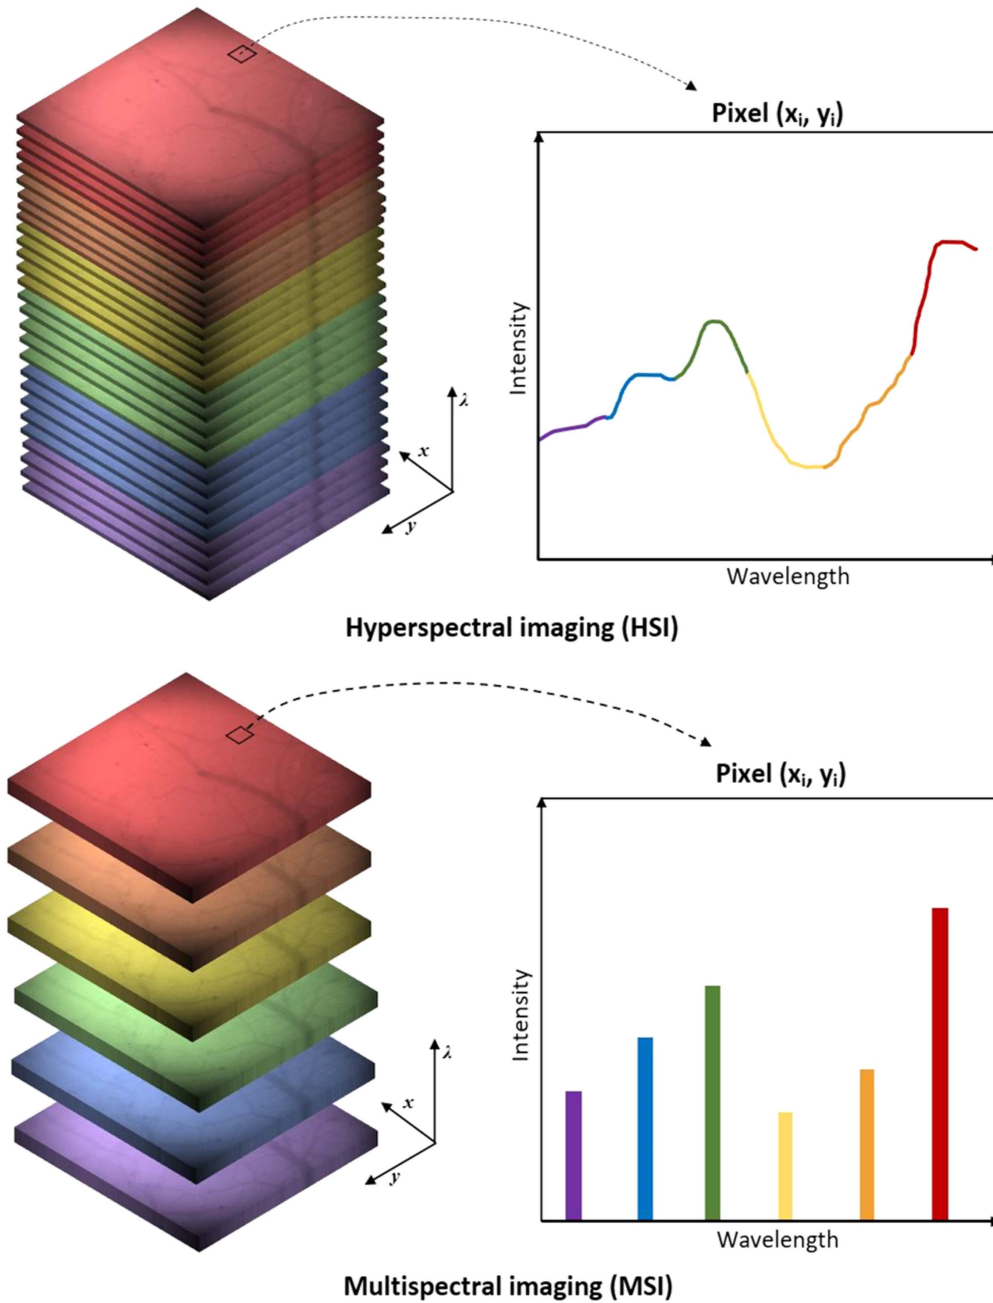 Pixel (xᵢ, yᵢ)
Intensity
λ
x
y
Wavelength
Hyperspectral imaging (HSI)
Pixel (xᵢ, yᵢ)
Intensity
λ
x
y
Wavelength
Multispectral imaging (MSI)